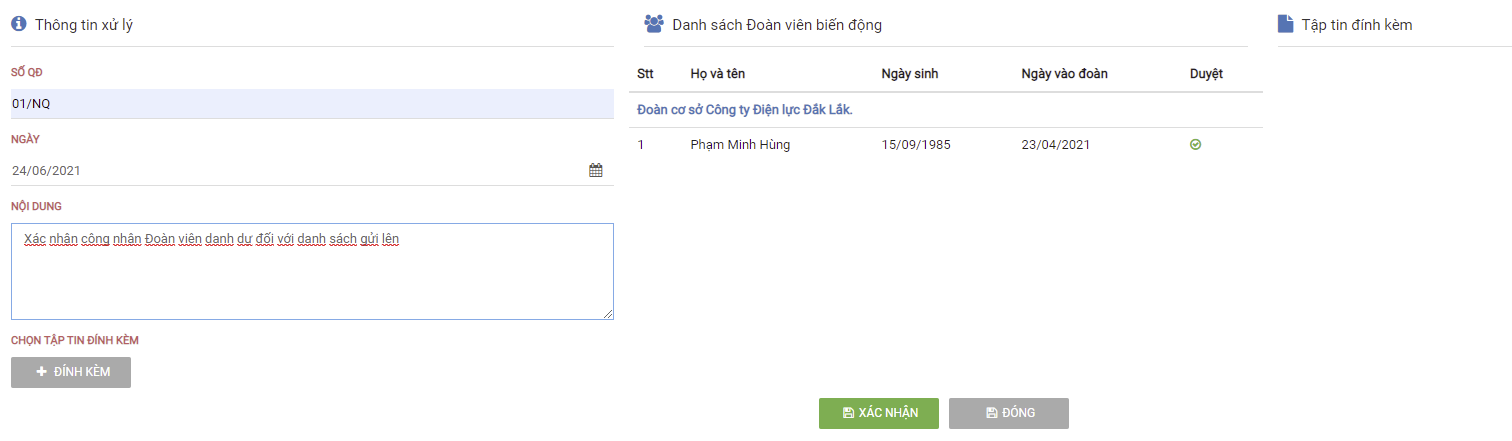 Thông tin xử lý
SỐ QĐ
01/NQ
NGÀY
24/06/2021
NỘI DUNG
Xác nhân công nhân Đoàn viên danh dự đối với danh sách gửi lên
CHỌN TẬP TIN ĐÍNH KÈM
ĐÍNH KÈM
Danh sách Đoàn viên biến động
Stt Họ và tên Ngày sinh Ngày vào đoàn Duyệt
Đoàn cơ sở Công ty Điện lực Đắk Lắk.
1 Phạm Minh Hùng 15/09/1985 23/04/2021
Tập tin đính kèm
XÁC NHẬN ĐÓNG